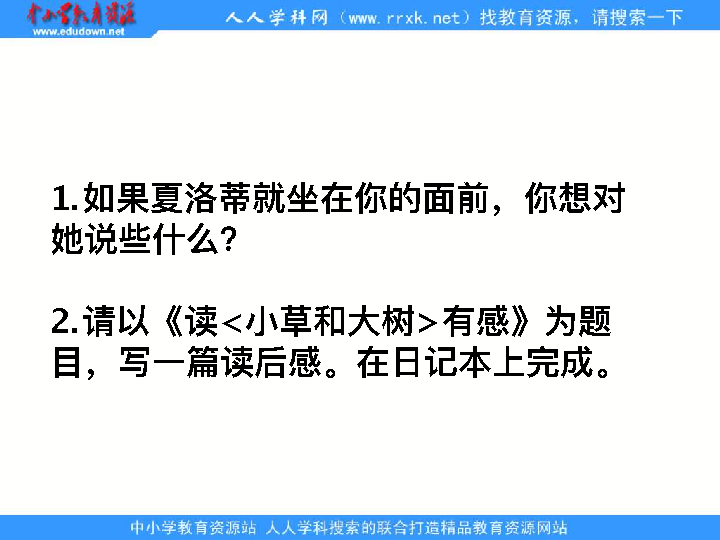 中小学教育资源
www.edudown.net
人人学科网（www.rrxk.net）找教育资源，请搜索一下
1.如果夏洛蒂就坐在你的面前，你想对
她说些什么？
2.请以《读<小草和大树>有感》为题
目，写一篇读后感。在日记本上完成。
中小学教育资源站 人人学科搜索的联合打造精品教育资源网站